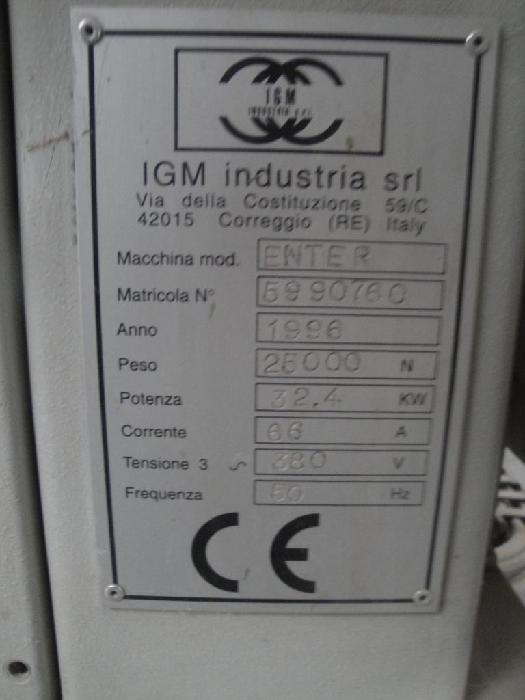 IGM
INDUSTRIA s.r.l.
IGM industria srl
Via della Costituzione 59/C
42015 Correggio (RE) Italy
Macchina mod. ENTER
Matricola N° 5990760
Anno 1996
Peso 25000 N
Potenza 32.4 KW
Corrente 66 A
Tensione 3 ~ 380 V
Frequenza 50 Hz
CE